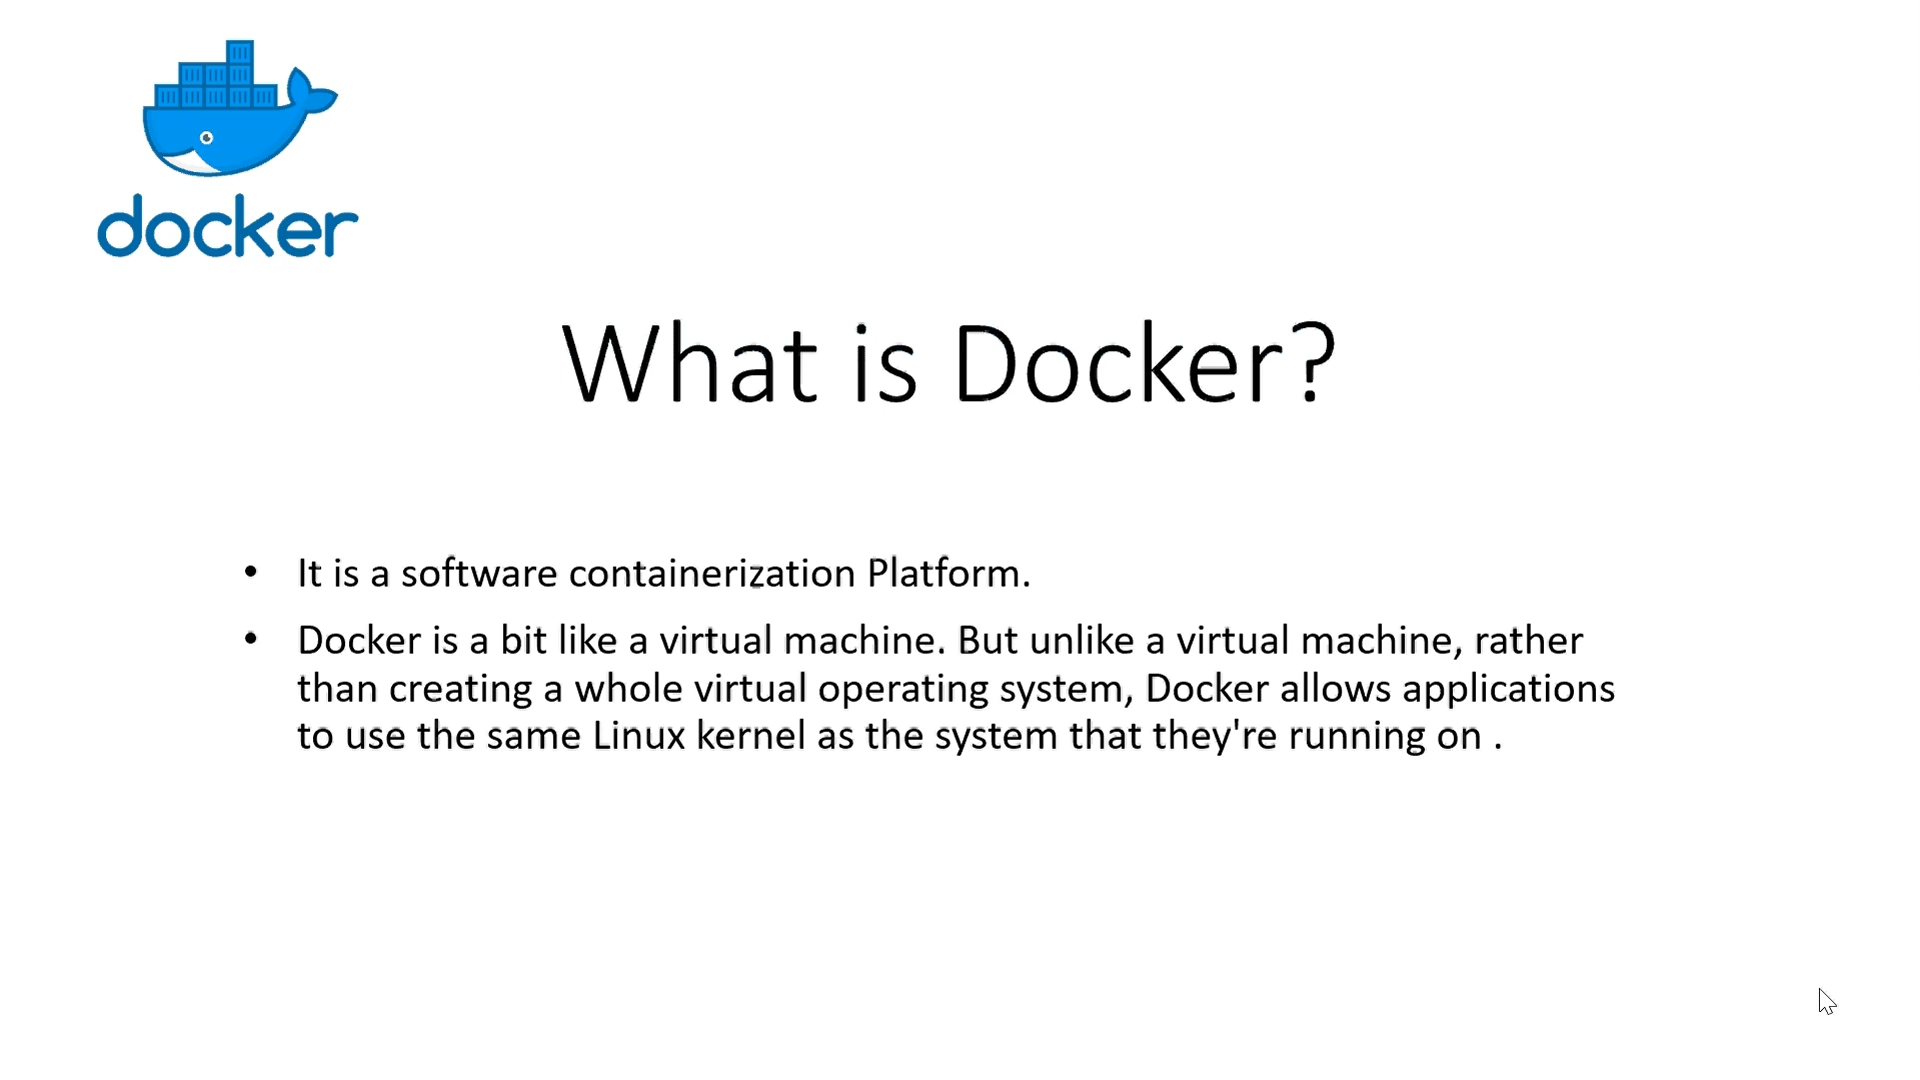 docker
What is Docker?
• It is a software containerization Platform.
• Docker is a bit like a virtual machine. But unlike a virtual machine, rather
than creating a whole virtual operating system, Docker allows applications
to use the same Linux kernel as the system that they're running on .